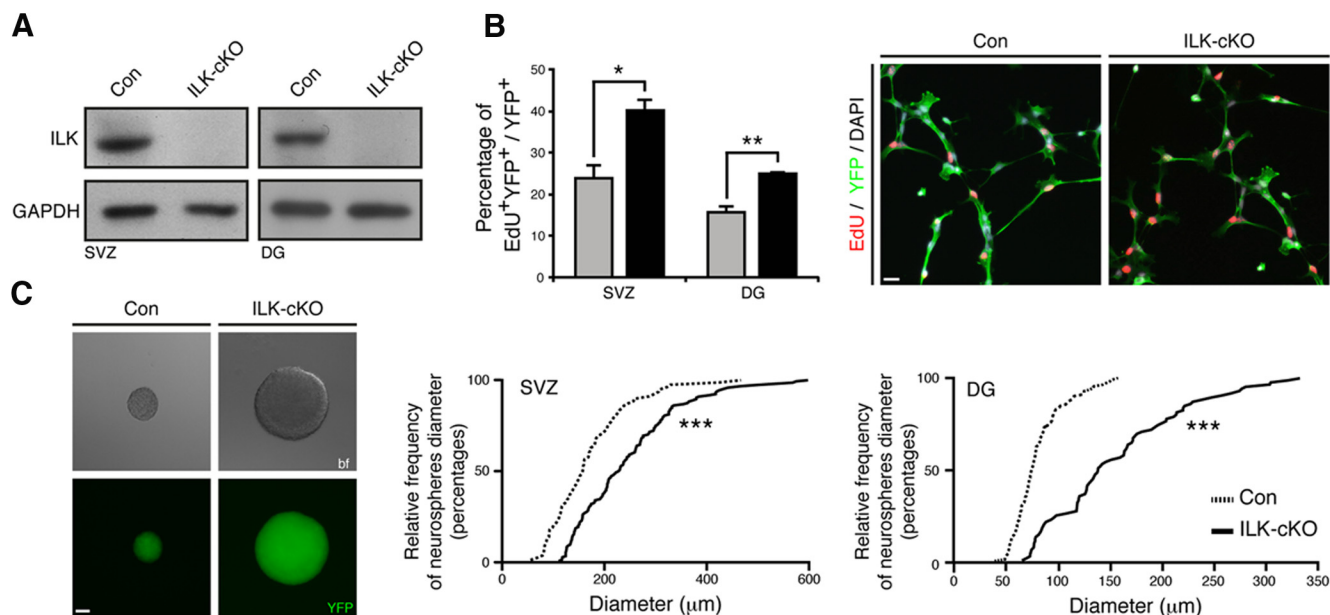 A
Con
ILK-cKO
Con
ILK-cKO
ILK
GAPDH
SVZ
DG
B
Percentage of
EdU+YFP+ / YFP+
50
40
30
20
10
0
*
**
SVZ
DG
Con
ILK-cKO
EdU / YFP / DAPI
C
Con
ILK-cKO
bf
YFP
Relative frequency
of neurospheres diameter
(percentages)
SVZ
100
50
0
***
0
200
400
600
Diameter (μm)
Relative frequency
of neurospheres diameter
(percentages)
DG
100
50
0
***
Con
ILK-cKO
0
50
100
150
200
250
300
350
Diameter (μm)